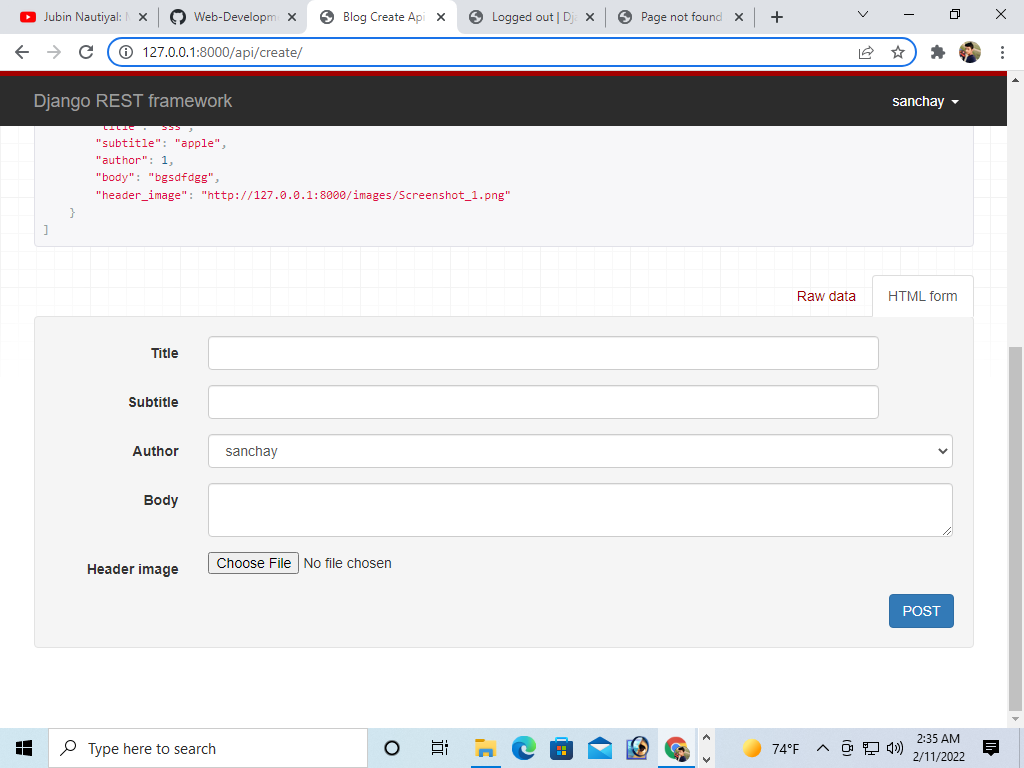 Jubin Nautiyal: M
Web-Developm
Blog Create Api
Logged out | Dj
Page not found
127.0.0.1:8000/api/create/
Django REST framework
sanchay
"title": "sss",
"subtitle": "apple",
"author": 1,
"body": "bgsdfdgg",
"header_image": "http://127.0.0.1:8000/images/Screenshot_1.png"
}
]
Raw data
HTML form
Title
Subtitle
Author
sanchay
Body
Header image
Choose File No file chosen
POST
Type here to search
74°F
2:35 AM
2/11/2022